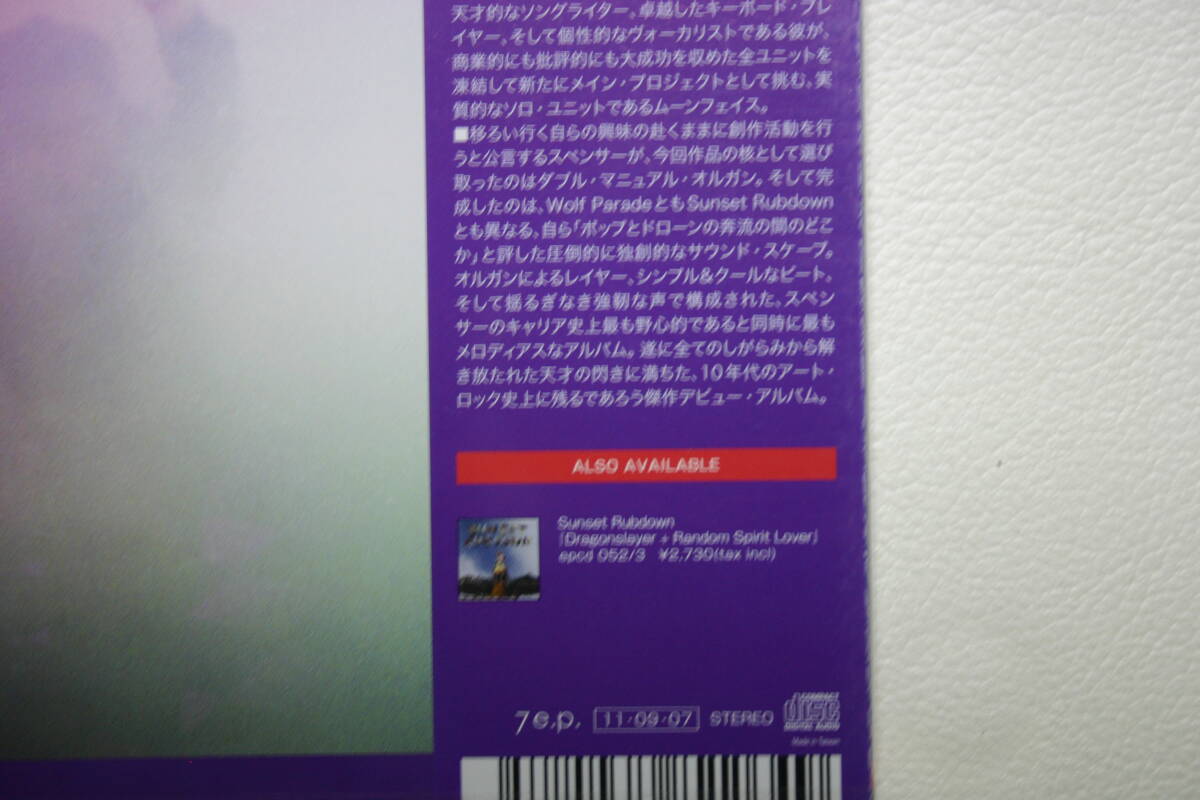 天才的なソングライター、卓越したキーボード・プレ
イヤー、そして個性的なヴォーカリストである彼が、
商業的にも批評的にも大成功を収めた全ユニットを
凍結して新たにメイン・プロジェクトとして挑む、実
質的なソロ・ユニットであるムーンフェイス。
■移ろい行く自らの興味の赴くままに創作活動を行
うと公言するスペンサーが、今回作品の核として選び
取ったのはダブル・マニュアル・オルガン。そして完
成したのは、Wolf ParadeともSunset Rubdown
とも異なる、自ら「ポップとドローンの奔流の間のどこ
か」と評した圧倒的に独創的なサウンド・スケープ。
オルガンによるレイヤー、シンプル&クールなビート、
そして揺るぎなき強靭な声で構成された、スペン
サーのキャリア史上最も野心的であると同時に最も
メロディアスなアルバム。遂に全てのしがらみから解
き放たれた天才の閃きに満ちた、10年代のアート・
ロック史上に残るであろう傑作デビュー・アルバム。
ALSO AVAILABLE
Sunset Rubdown
「Dragonslayer + Random Spirit Lover」
epcd 052/3 ¥2,730(tax incl)
7 e.p. 11・09・07 STEREO
COMPACT
disc
DIGITAL AUDIO
Made in Taiwan